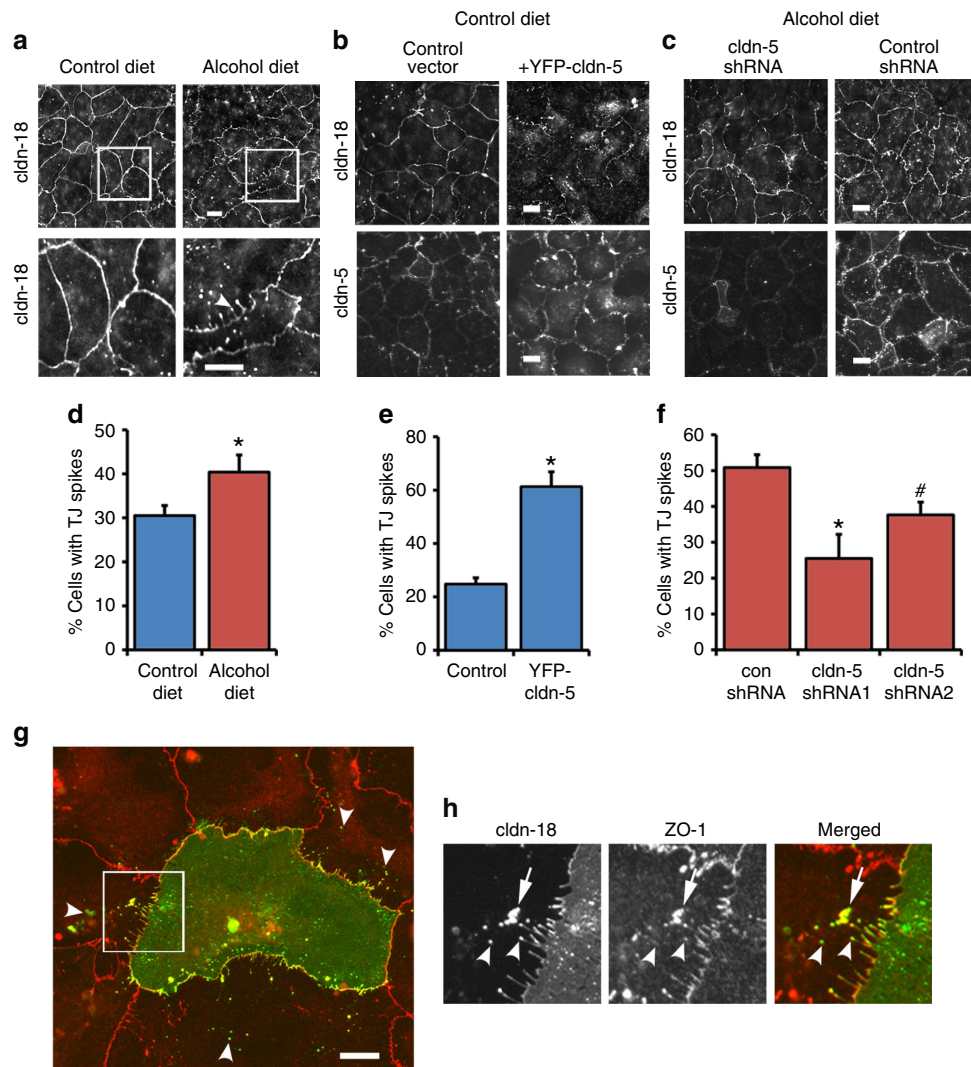 Control diet
Alcohol diet
a
b
c
Control diet
Alcohol diet
Control
vector
+YFP-cldn-5
cldn-5
shRNA
Control
shRNA
cldn-18
cldn-18
cldn-18
cldn-18
cldn-5
cldn-5
d
% Cells with TJ spikes
50
40
30
20
10
0
*
Control
diet
Alcohol
diet
e
% Cells with TJ spikes
80
60
40
20
0
*
Control
YFP-
cldn-5
f
% Cells with TJ spikes
60
50
40
30
20
10
0
*
#
con
shRNA
cldn-5
shRNA1
cldn-5
shRNA2
g
h
cldn-18
ZO-1
Merged